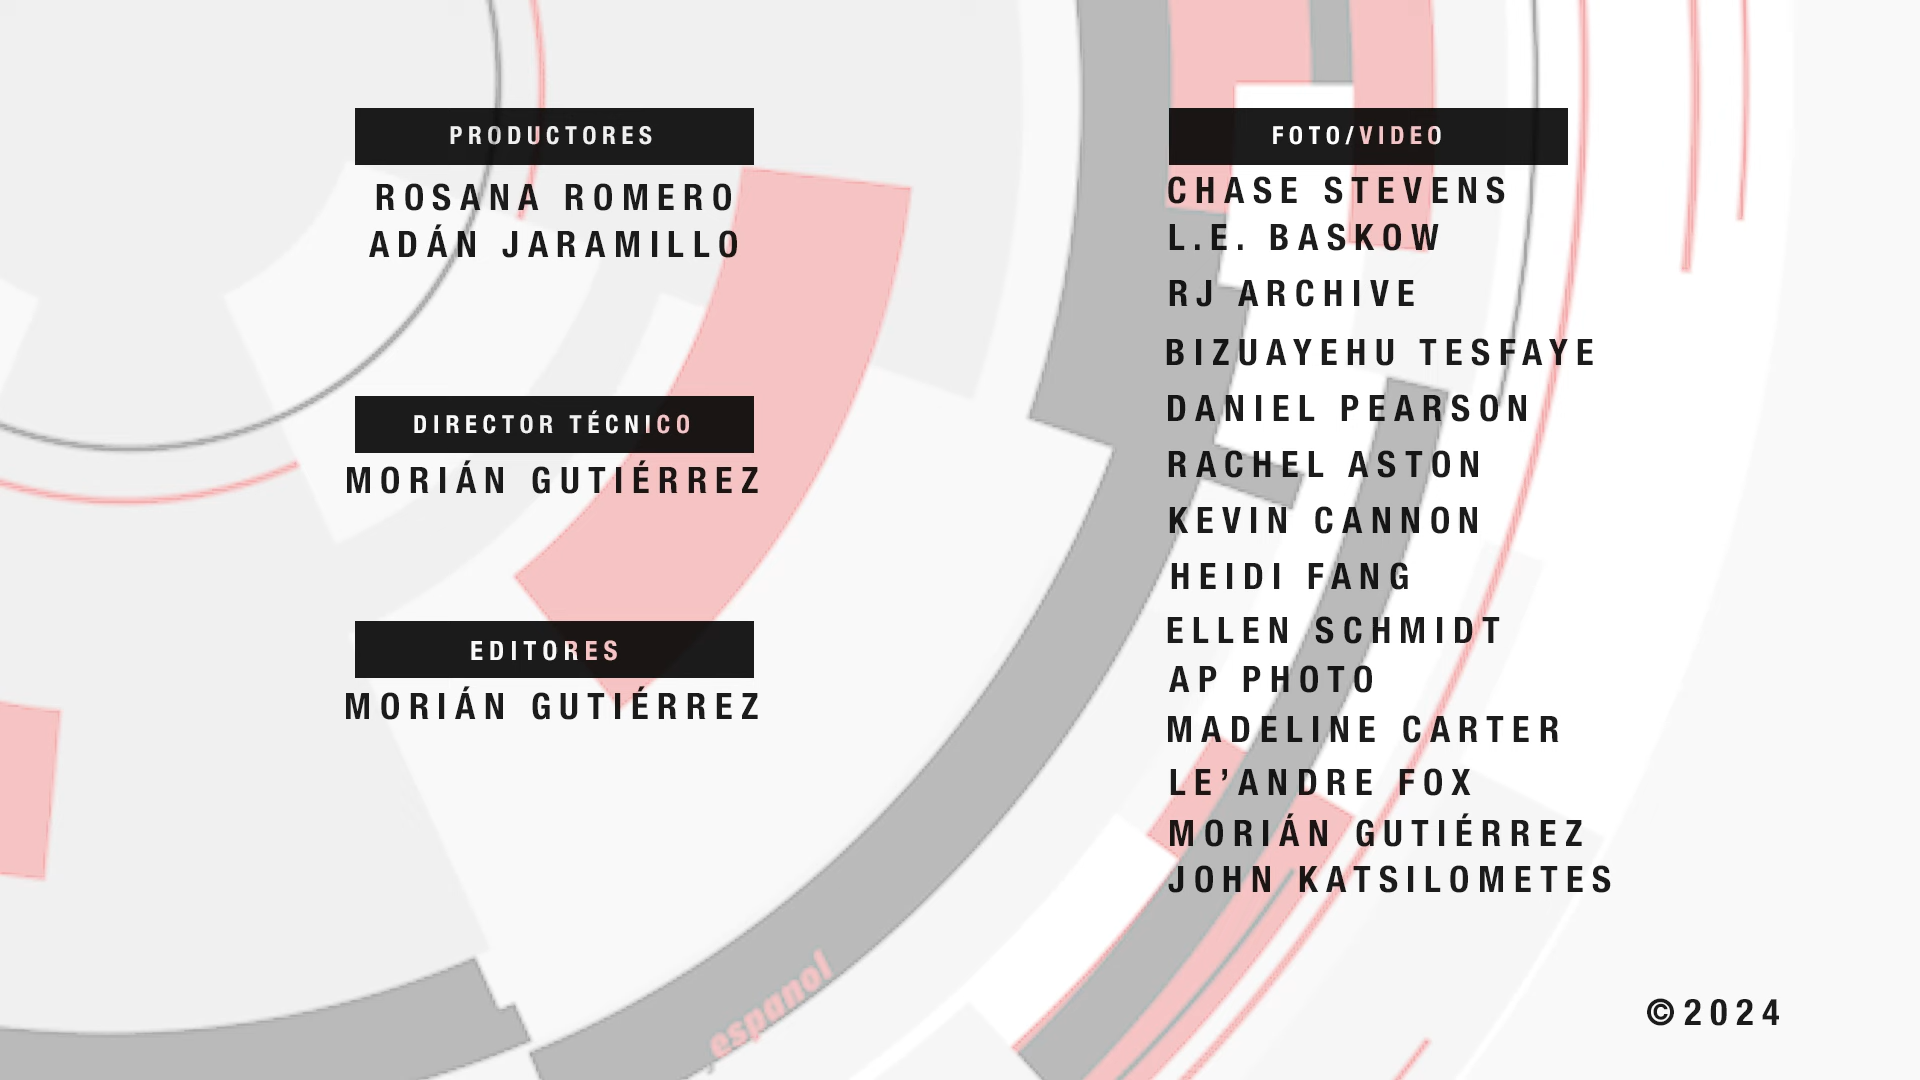 PRODUCTORES
ROSANA ROMERO
ADÁN JARAMILLO
DIRECTOR TÉCNICO
MORIÁN GUTIÉRREZ
EDITORES
MORIÁN GUTIÉRREZ
FOTO/VIDEO
CHASE STEVENS
L.E. BASKOW
RJ ARCHIVE
BIZUAYEHU TESFAYE
DANIEL PEARSON
RACHEL ASTON
KEVIN CANNON
HEIDI FANG
ELLEN SCHMIDT
AP PHOTO
MADELINE CARTER
LE’ANDRE FOX
MORIÁN GUTIÉRREZ
JOHN KATSILOMETES
espanol
©2024